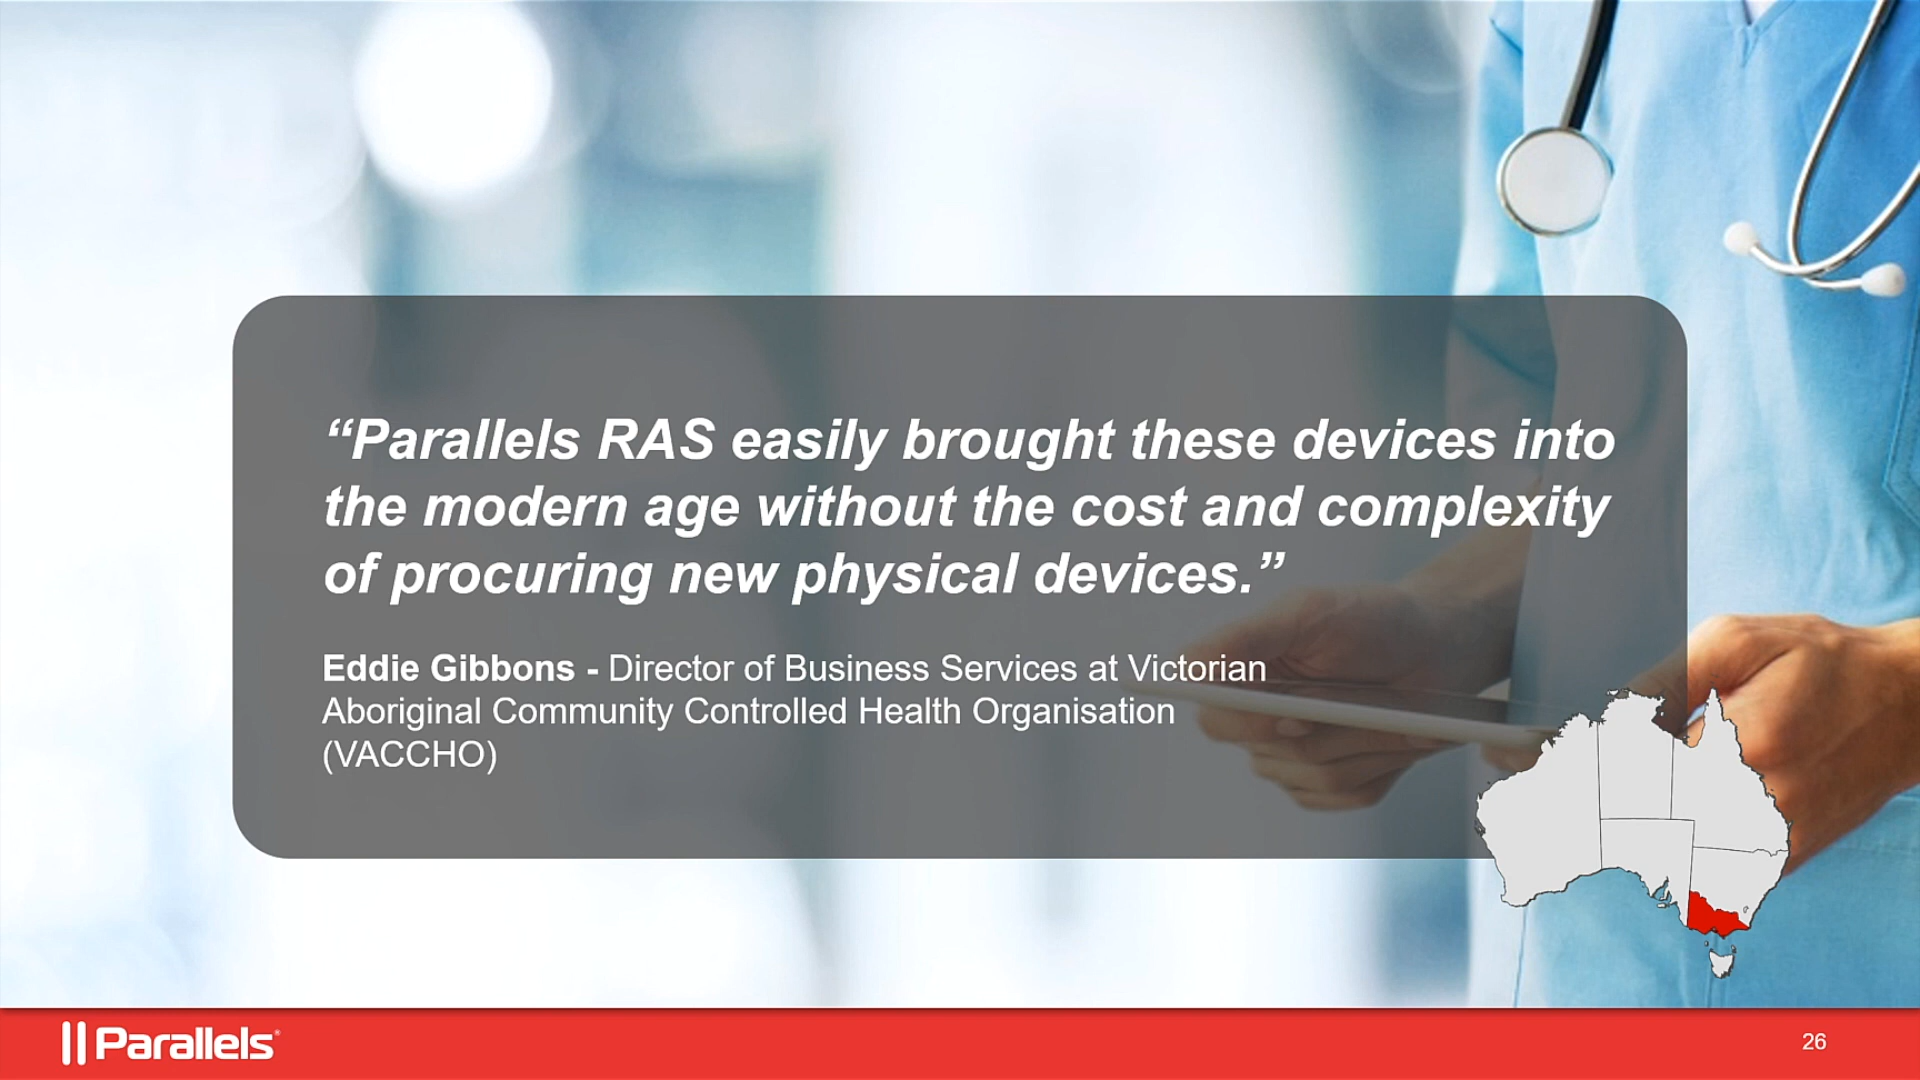 “Parallels RAS easily brought these devices into
the modern age without the cost and complexity
of procuring new physical devices.”
Eddie Gibbons - Director of Business Services at Victorian
Aboriginal Community Controlled Health Organisation
(VACCHO)
Parallels®
26